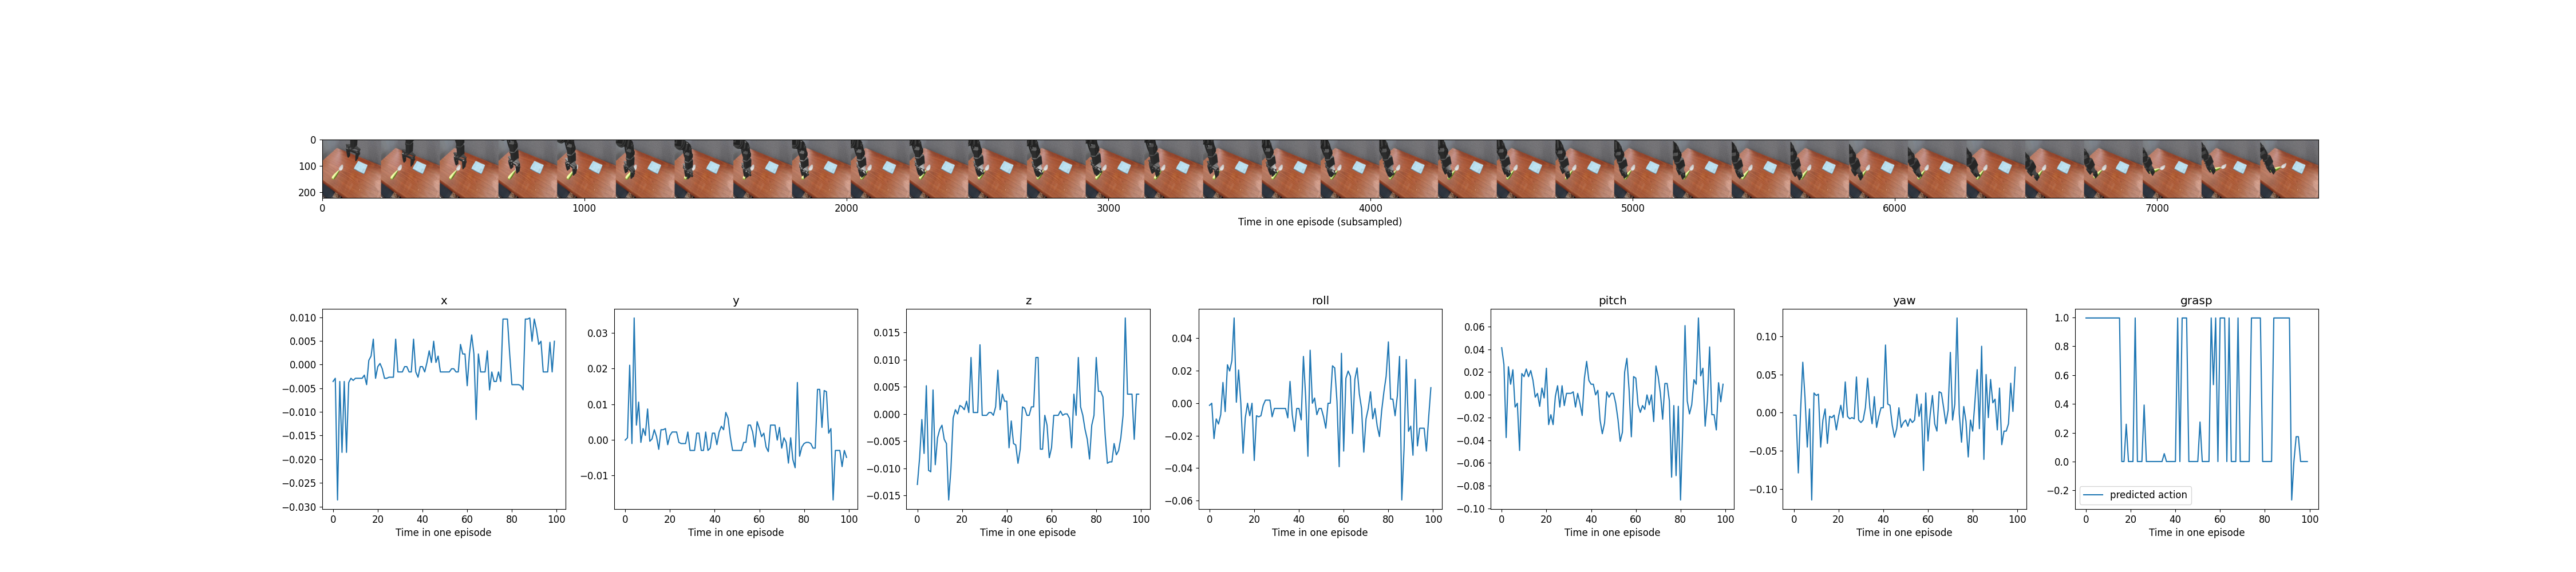 0
100
200
0 1000 2000 3000 4000 5000 6000 7000
Time in one episode (subsampled)
x
0.010
0.005
0.000
−0.005
−0.010
−0.015
−0.020
−0.025
−0.030
0 20 40 60 80 100
Time in one episode
y
0.03
0.02
0.01
0.00
−0.01
0 20 40 60 80 100
Time in one episode
z
0.015
0.010
0.005
0.000
−0.005
−0.010
−0.015
0 20 40 60 80 100
Time in one episode
roll
0.04
0.02
0.00
−0.02
−0.04
−0.06
0 20 40 60 80 100
Time in one episode
pitch
0.06
0.04
0.02
0.00
−0.02
−0.04
−0.06
−0.08
−0.10
0 20 40 60 80 100
Time in one episode
yaw
0.10
0.05
0.00
−0.05
−0.10
0 20 40 60 80 100
Time in one episode
grasp
1.0
0.8
0.6
0.4
0.2
0.0
−0.2
predicted action
0 20 40 60 80 100
Time in one episode